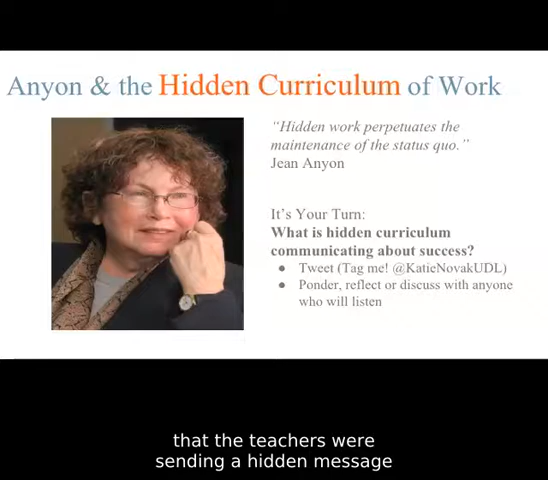 Anyon & the Hidden Curriculum of Work
“Hidden work perpetuates the
maintenance of the status quo.”
Jean Anyon
It’s Your Turn:
What is hidden curriculum
communicating about success?
● Tweet (Tag me! @KatieNovakUDL)
● Ponder, reflect or discuss with anyone
who will listen
that the teachers were
sending a hidden message